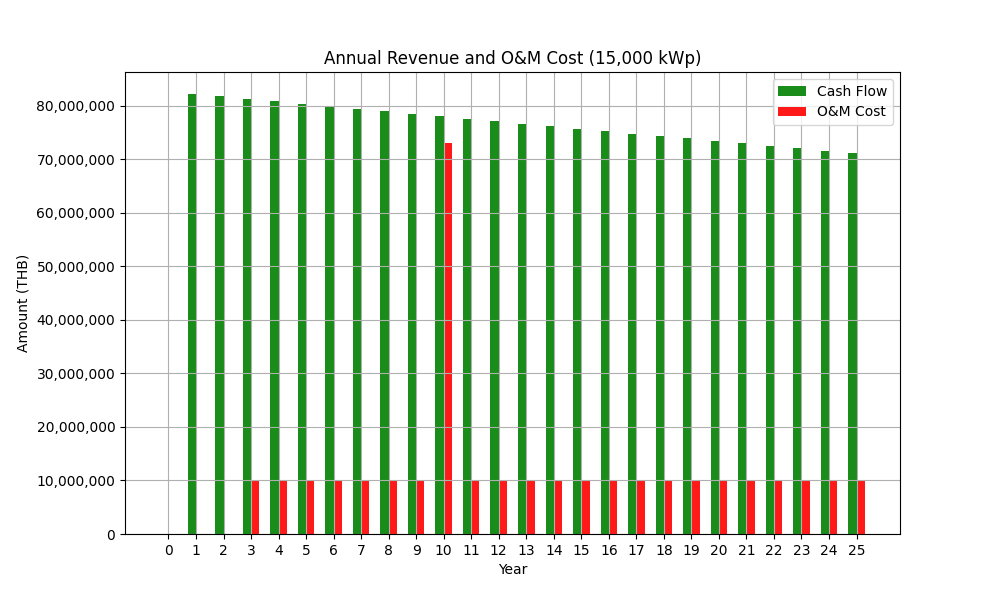 Annual Revenue and O&M Cost (15,000 kWp)
Cash Flow
O&M Cost
80,000,000
70,000,000
60,000,000
50,000,000
40,000,000
30,000,000
20,000,000
10,000,000
0
Amount (THB)
0 1 2 3 4 5 6 7 8 9 10 11 12 13 14 15 16 17 18 19 20 21 22 23 24 25
Year